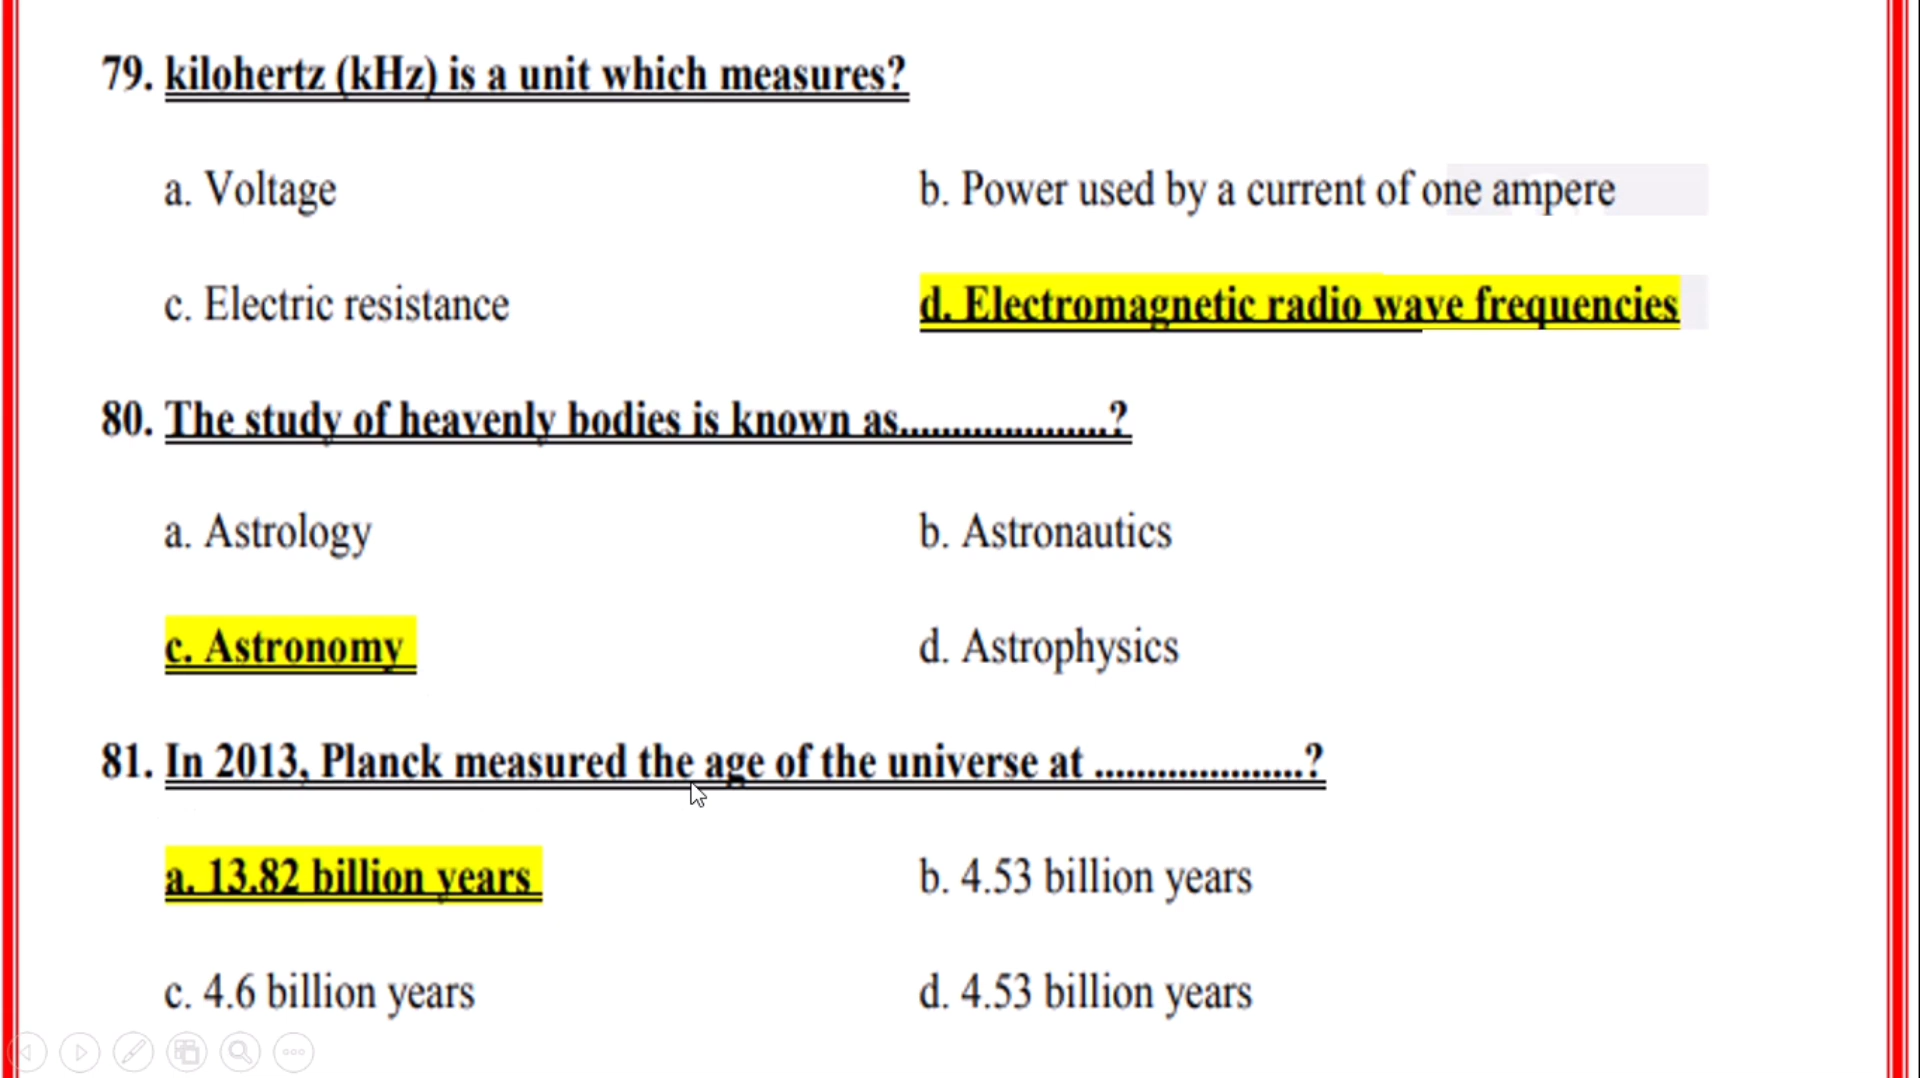 79. kilohertz (kHz) is a unit which measures?
a. Voltage b. Power used by a current of one ampere
c. Electric resistance d. Electromagnetic radio wave frequencies
80. The study of heavenly bodies is known as....................?
a. Astrology b. Astronautics
c. Astronomy d. Astrophysics
81. In 2013, Planck measured the age of the universe at ....................?
a. 13.82 billion years b. 4.53 billion years
c. 4.6 billion years d. 4.53 billion years